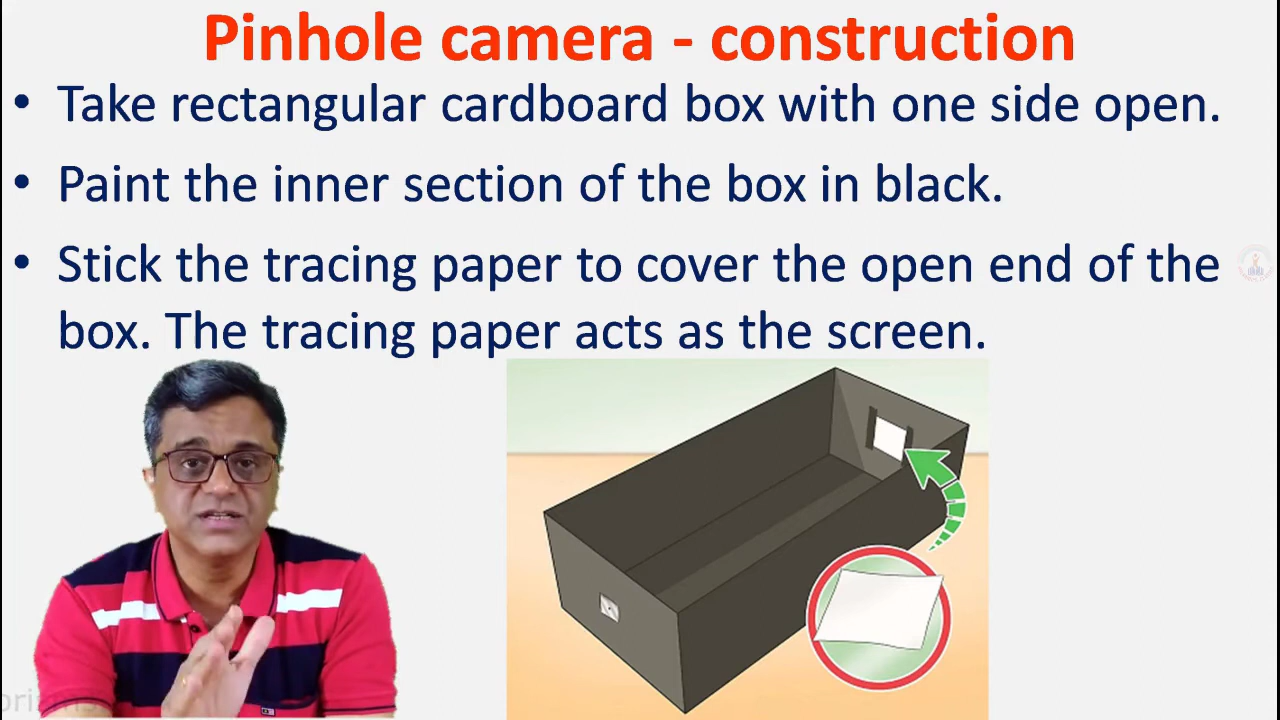 Pinhole camera - construction
• Take rectangular cardboard box with one side open.
• Paint the inner section of the box in black.
• Stick the tracing paper to cover the open end of the
box. The tracing paper acts as the screen.